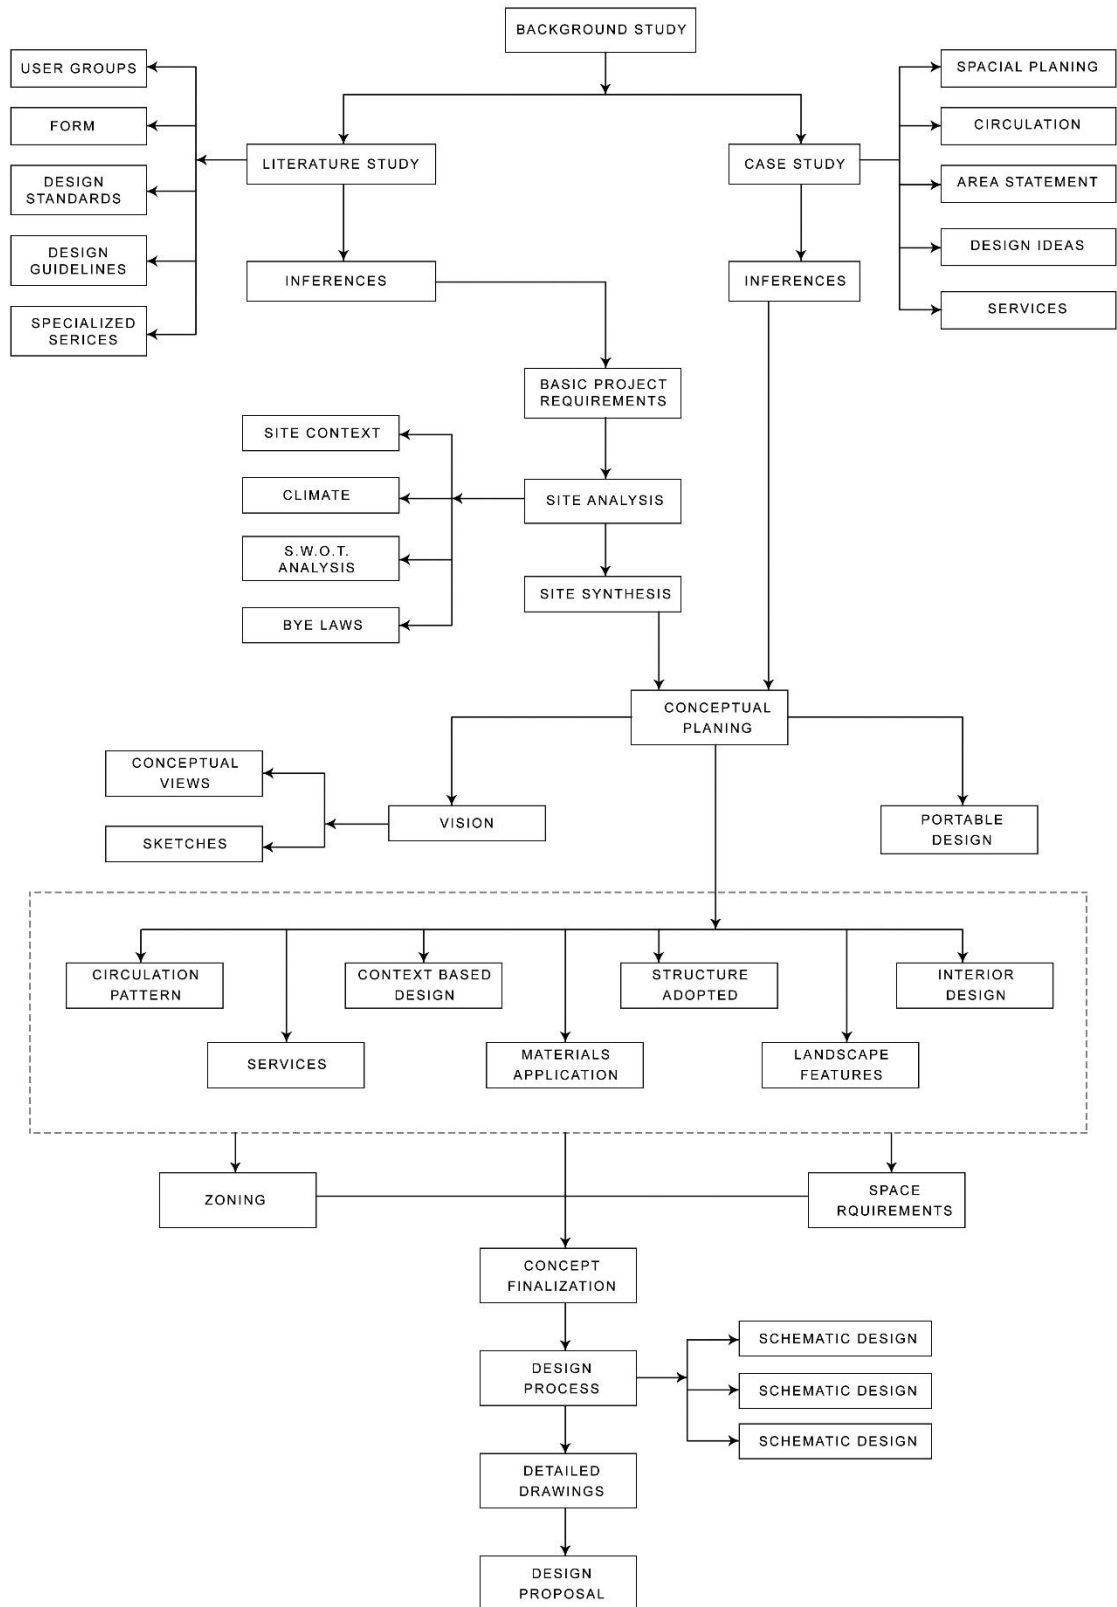 BACKGROUND STUDY
USER GROUPS
FORM
DESIGN
STANDARDS
DESIGN
GUIDELINES
SPECIALIZED
SERICES
LITERATURE STUDY
INFERENCES
CASE STUDY
INFERENCES
SPACIAL PLANING
CIRCULATION
AREA STATEMENT
DESIGN IDEAS
SERVICES
BASIC PROJECT
REQUIREMENTS
SITE ANALYSIS
SITE CONTEXT
CLIMATE
S.W.O.T.
ANALYSIS
BYE LAWS
SITE SYNTHESIS
CONCEPTUAL
PLANING
VISION
CONCEPTUAL
VIEWS
SKETCHES
PORTABLE
DESIGN
CIRCULATION
PATTERN
SERVICES
CONTEXT BASED
DESIGN
MATERIALS
APPLICATION
STRUCTURE
ADOPTED
LANDSCAPE
FEATURES
INTERIOR
DESIGN
ZONING
SPACE
RQUIREMENTS
CONCEPT
FINALIZATION
DESIGN
PROCESS
SCHEMATIC DESIGN
SCHEMATIC DESIGN
SCHEMATIC DESIGN
DETAILED
DRAWINGS
DESIGN
PROPOSAL